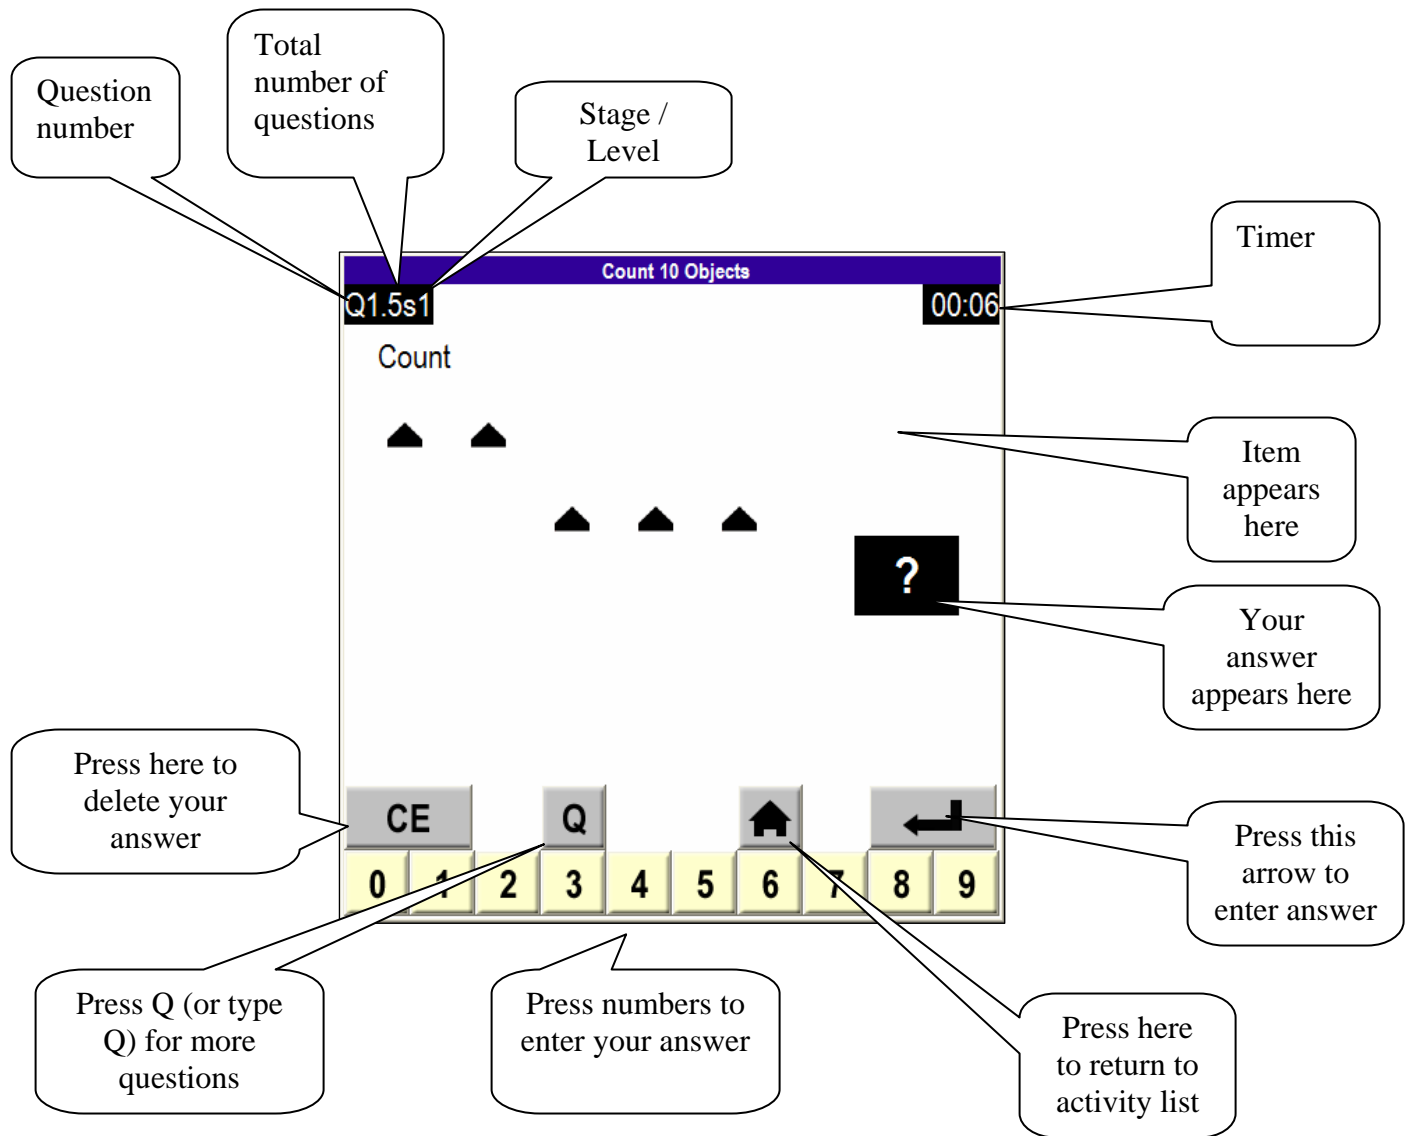 Total
number of
questions
Question
number
Stage /
Level
Timer
Count 10 Objects
Q1.5s1
00:06
Count
Item
appears
here
?
Your
answer
appears here
Press here to
delete your
answer
CE
Q
Press this
arrow to
enter answer
0 1 2 3 4 5 6 7 8 9
Press Q (or type
Q) for more
questions
Press numbers to
enter your answer
Press here
to return to
activity list